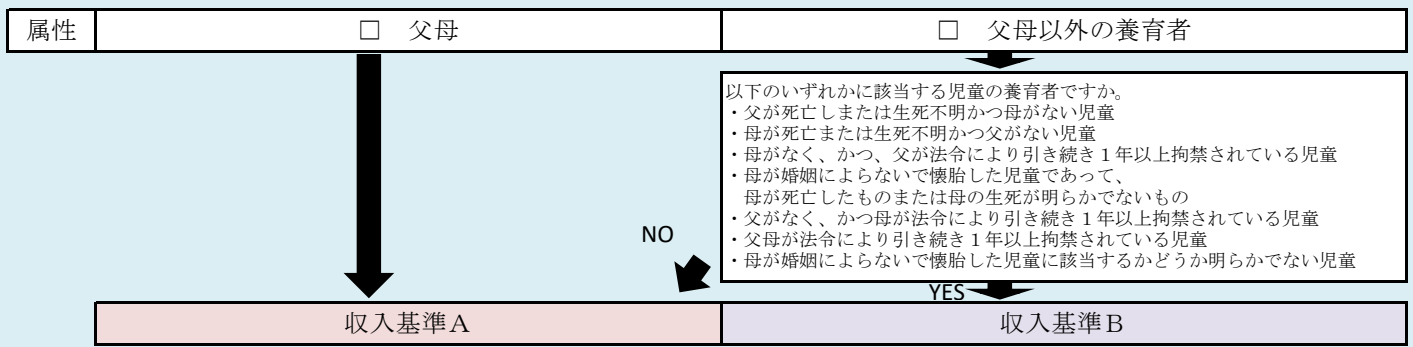 属性
□　父母
□　父母以外の養育者
以下のいずれかに該当する児童の養育者ですか。
・父が死亡しまたは生死不明かつ母がない児童
・母が死亡または生死不明かつ父がない児童
・母がなく、かつ、父が法令により引き続き１年以上拘禁されている児童
・母が婚姻によらないで懐胎した児童であって、
　母が死亡したものまたは母の生死が明らかでないもの
・父がなく、かつ母が法令により引き続き１年以上拘禁されている児童
・父母が法令により引き続き１年以上拘禁されている児童
・母が婚姻によらないで懐胎した児童に該当するかどうか明らかでない児童
NO
YES
収入基準Ａ
収入基準Ｂ